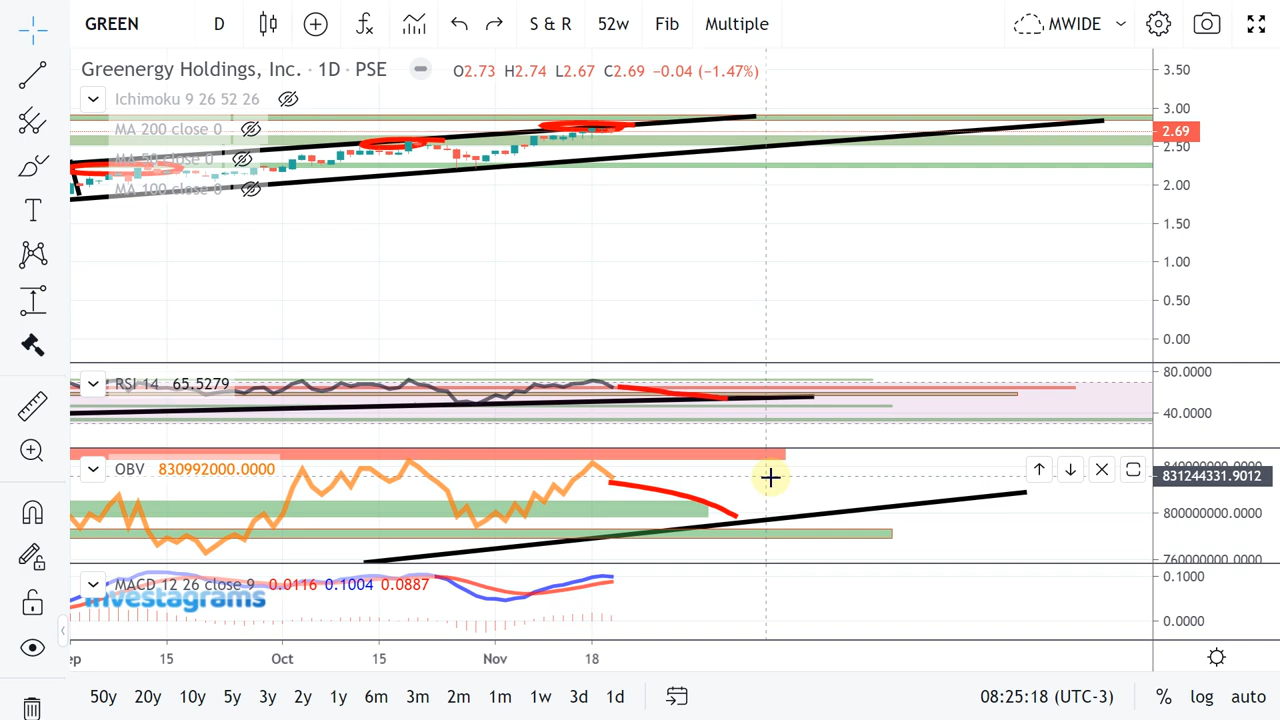 GREEN D S & R 52w Fib Multiple MWIDE
Greenergy Holdings, Inc. · 1D · PSE O2.73 H2.74 L2.67 C2.69 −0.04 (−1.47%)
Ichimoku 9 26 52 26
MA 200 close 0
MA 50 close 0
MA 100 close 0
3.50
3.00
2.69
2.50
2.00
1.50
1.00
0.50
0.00
RSI 14 65.5279
80.0000
40.0000
OBV 830992000.0000
840000000.0000
831244331.9012
800000000.0000
760000000.0000
MACD 12 26 close 9 0.0116 0.1004 0.0887
Investagrams
0.1000
0.0000
ep 15 Oct 15 Nov 18
50y 20y 10y 5y 3y 2y 1y 6m 3m 2m 1m 1w 3d 1d 08:25:18 (UTC-3) % log auto